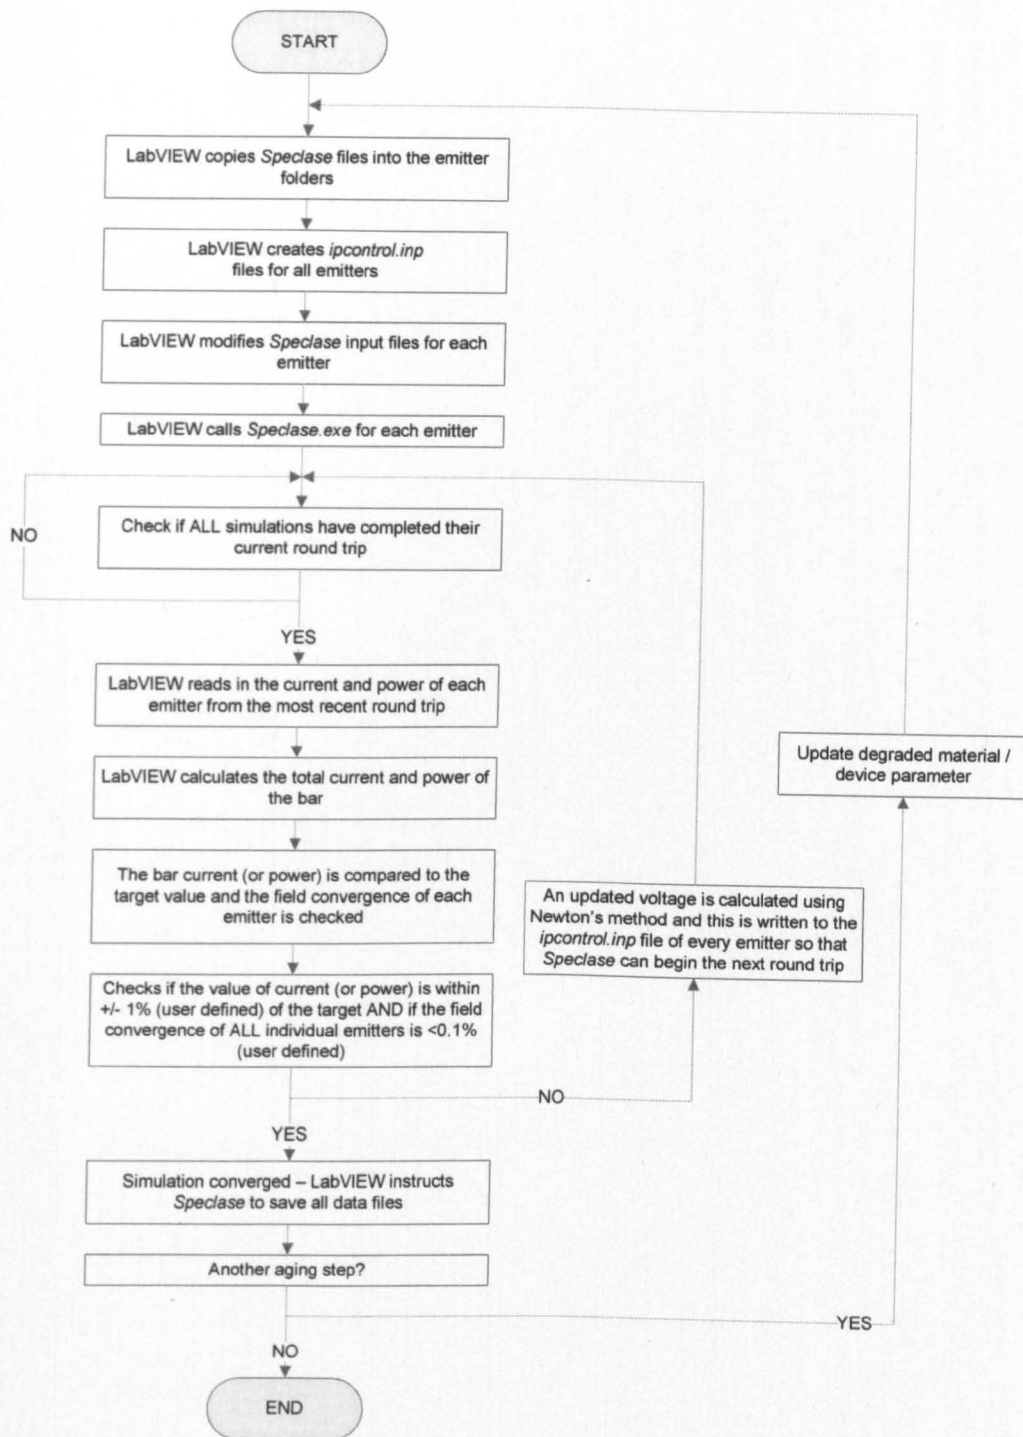 START
LabVIEW copies Speclase files into the emitter
folders
LabVIEW creates ipcontrol.inp
files for all emitters
LabVIEW modifies Speclase input files for each
emitter
LabVIEW calls Speclase.exe for each emitter
NO
Check if ALL simulations have completed their
current round trip
YES
LabVIEW reads in the current and power of each
emitter from the most recent round trip
LabVIEW calculates the total current and power of
the bar
The bar current (or power) is compared to the
target value and the field convergence of each
emitter is checked
Checks if the value of current (or power) is within
+/- 1% (user defined) of the target AND if the field
convergence of ALL individual emitters is <0.1%
(user defined)
An updated voltage is calculated using
Newton's method and this is written to the
ipcontrol.inp file of every emitter so that
Speclase can begin the next round trip
Update degraded material /
device parameter
NO
YES
Simulation converged – LabVIEW instructs
Speclase to save all data files
Another aging step?
YES
NO
END